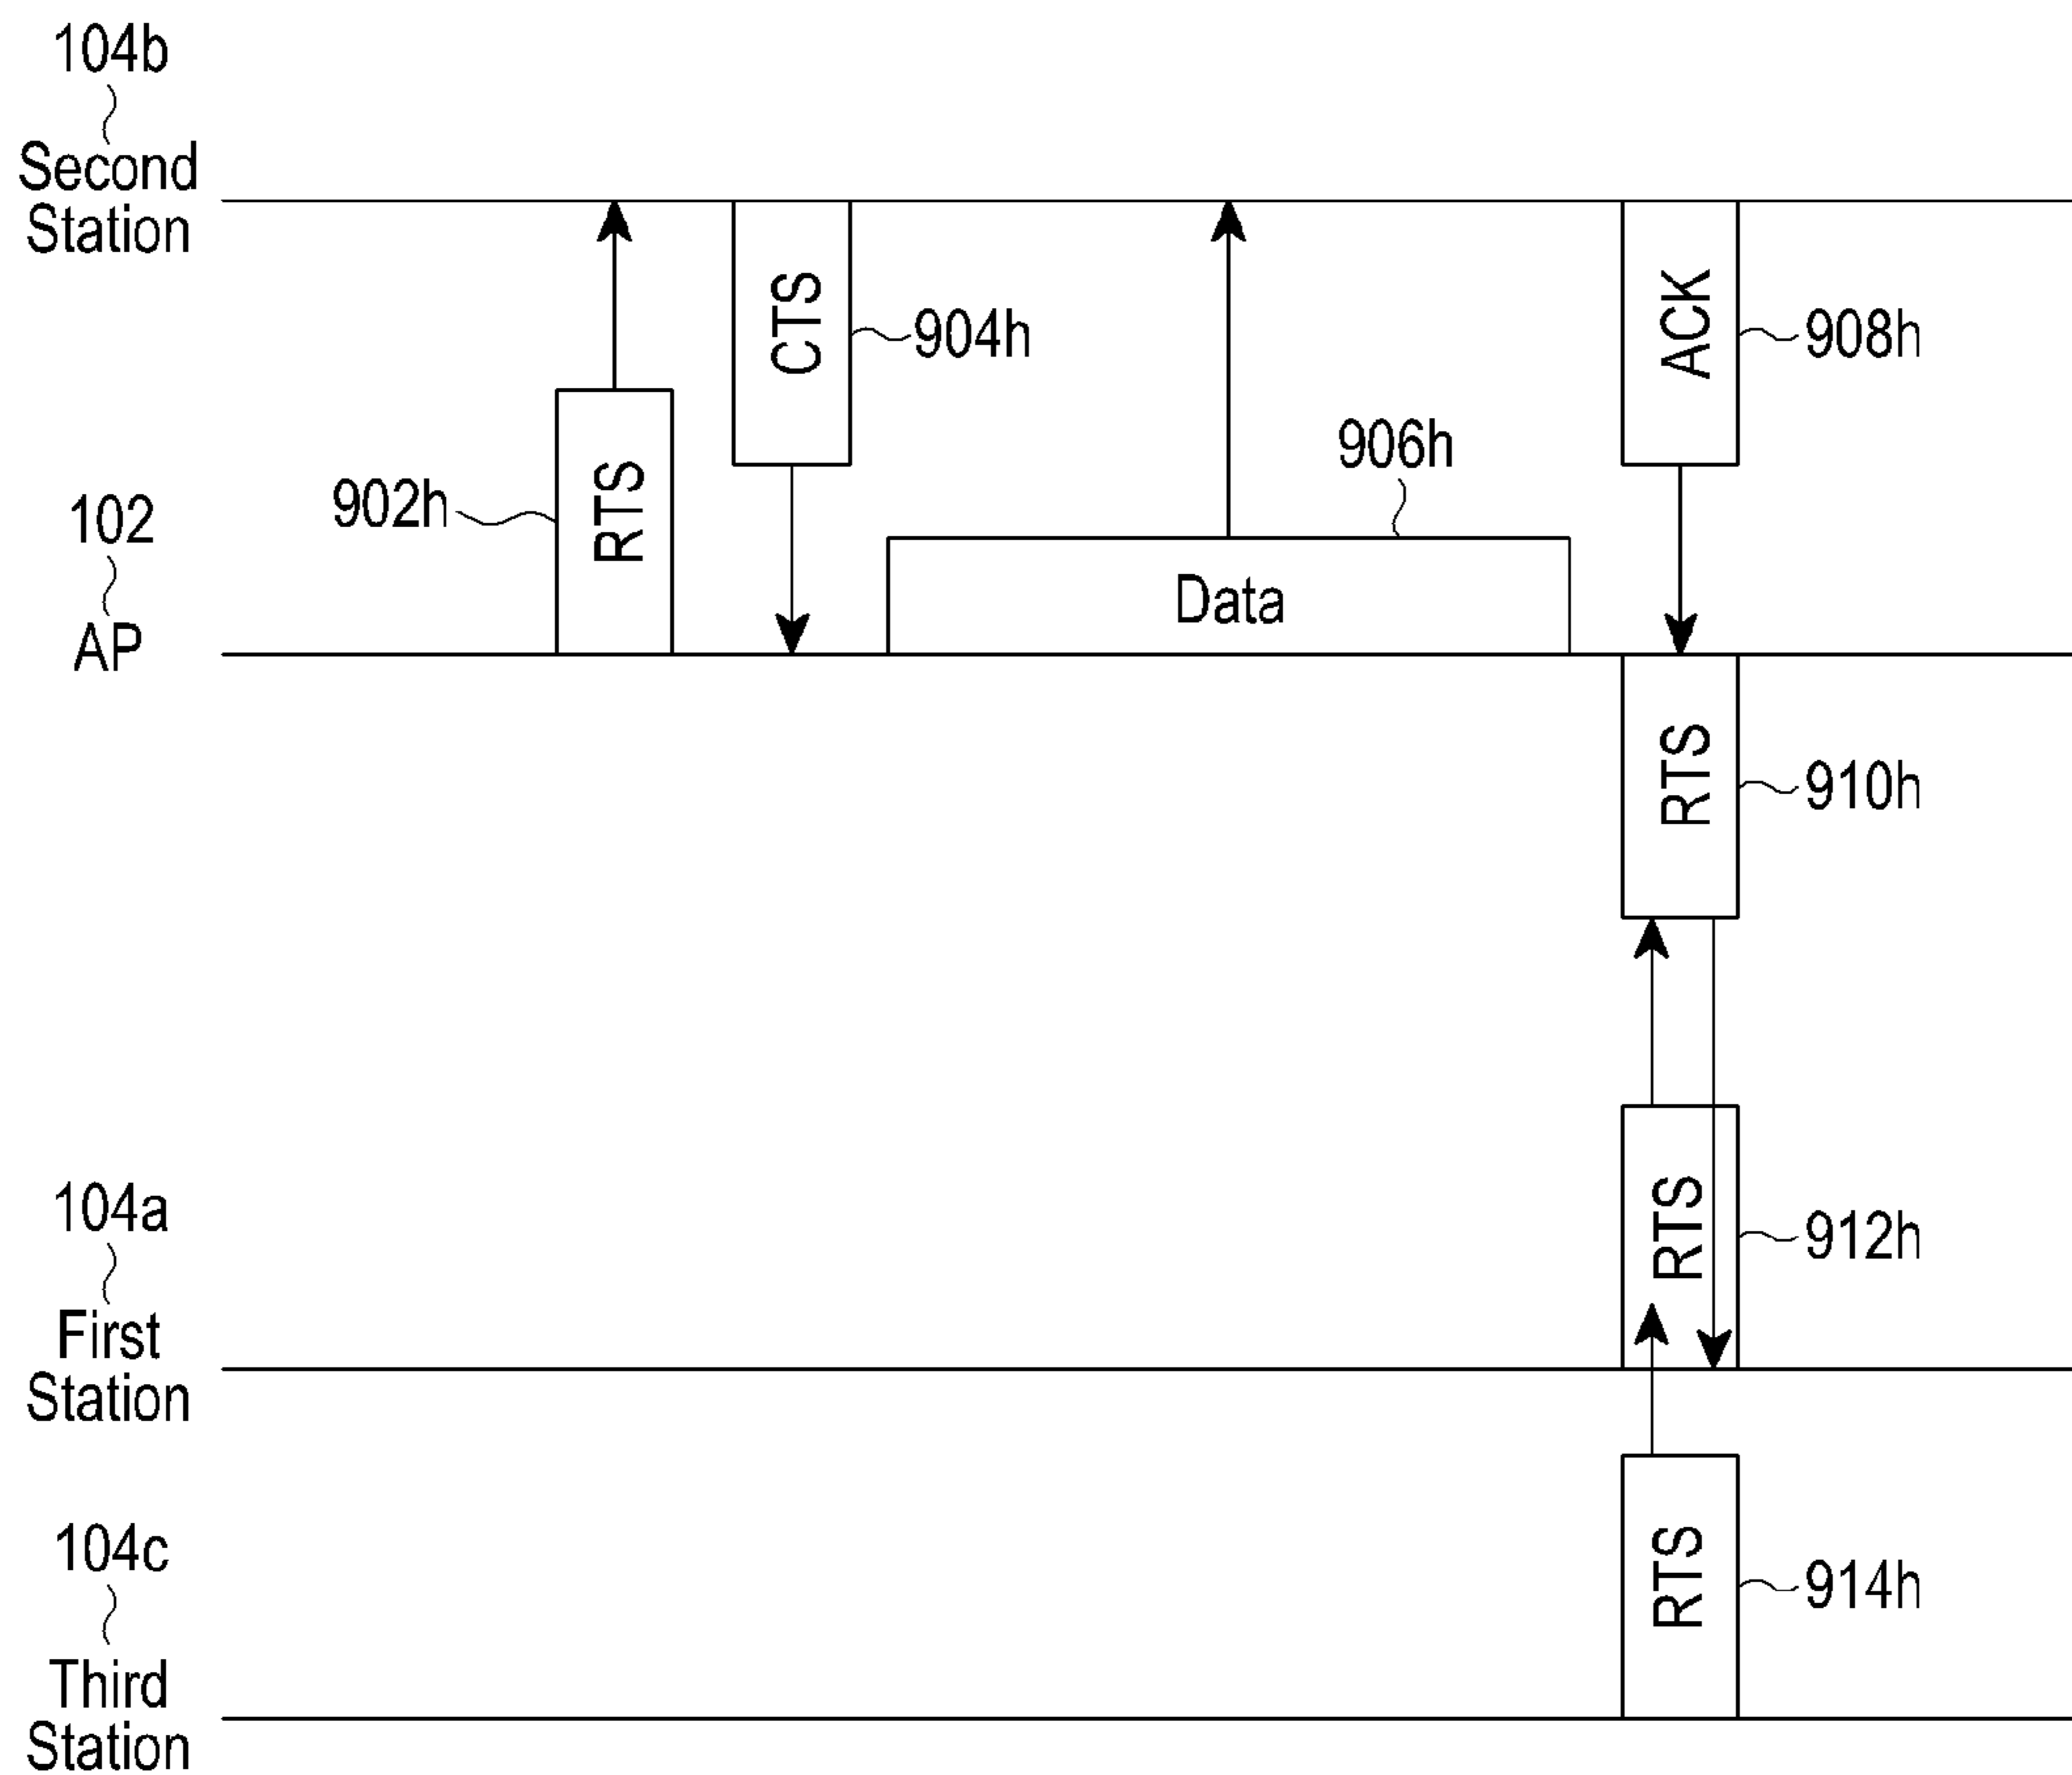 104b
Second
Station
CTS
904h
ACK
908h
906h
902h
RTS
102
AP
Data
RTS
910h
104a
First
Station
RTS
912h
104c
Third
Station
RTS
914h